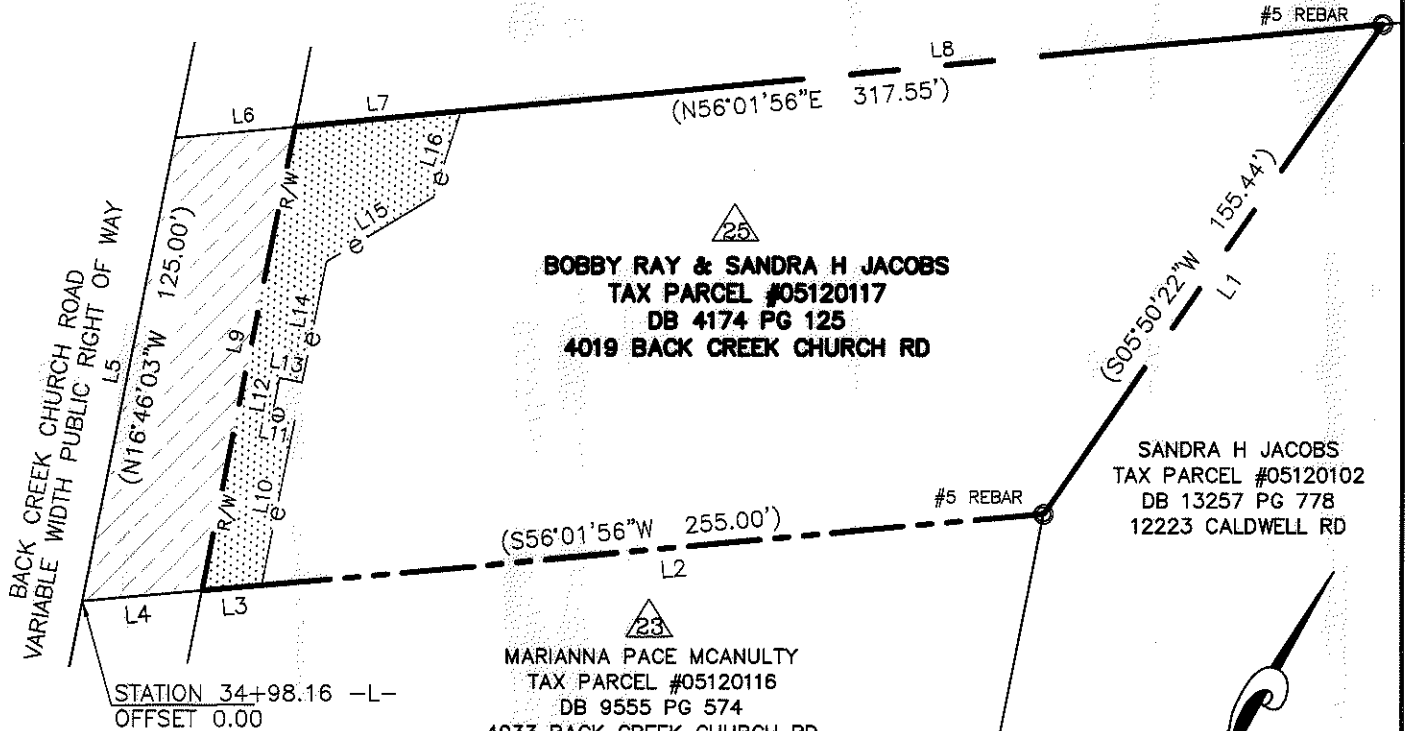 #5 REBAR
L8
L7
L6
(N56°01'56"E 317.55')
L16
e
R/W
L15
e
25
BOBBY RAY & SANDRA H JACOBS
TAX PARCEL #05120117
DB 4174 PG 125
4019 BACK CREEK CHURCH RD
(S05°50'22"W 155.44')
L1
BACK CREEK CHURCH ROAD
VARIABLE WIDTH PUBLIC RIGHT OF WAY
L5
(N16°46'03"W 125.00')
L9
L14
e
L13
L12
e
L11
L10
e
R/W
SANDRA H JACOBS
TAX PARCEL #05120102
DB 13257 PG 778
12223 CALDWELL RD
#5 REBAR
(S56°01'56"W 255.00')
L2
L4
L3
23
MARIANNA PACE MCANULTY
TAX PARCEL #05120116
DB 9555 PG 574
4033 BACK CREEK CHURCH RD
STATION 34+98.16 -L-
OFFSET 0.00